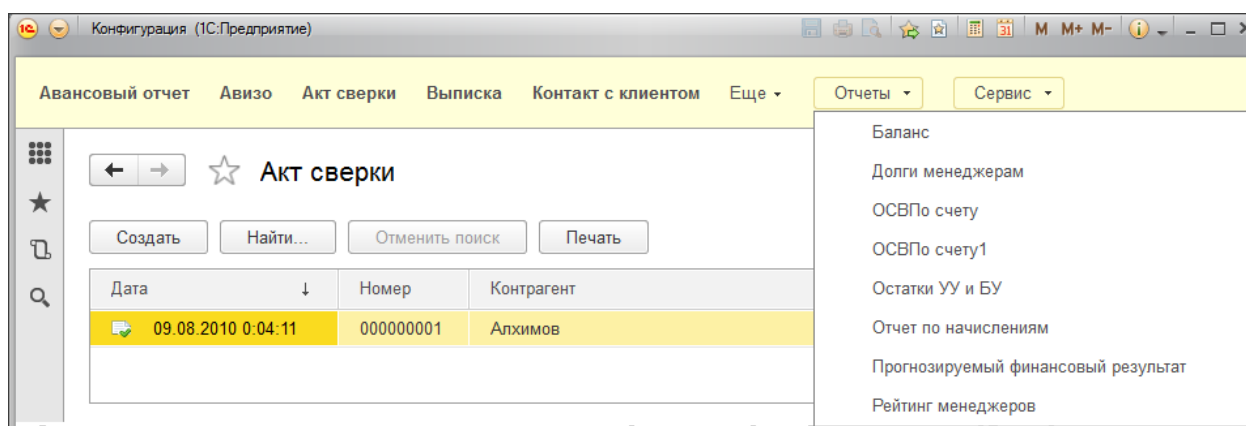 1С Конфигурация (1С:Предприятие) 31 M M+ M-
Авансовый отчет Авизо Акт сверки Выписка Контакт с клиентом Еще Отчеты Сервис
Баланс
Акт сверки Долги менеджерам
ОСВПо счету
Создать Найти... Отменить поиск Печать
ОСВПо счету1
Дата ↓ Номер Контрагент Остатки УУ и БУ
09.08.2010 0:04:11 000000001 Алхимов Отчет по начислениям
Прогнозируемый финансовый результат
Рейтинг менеджеров